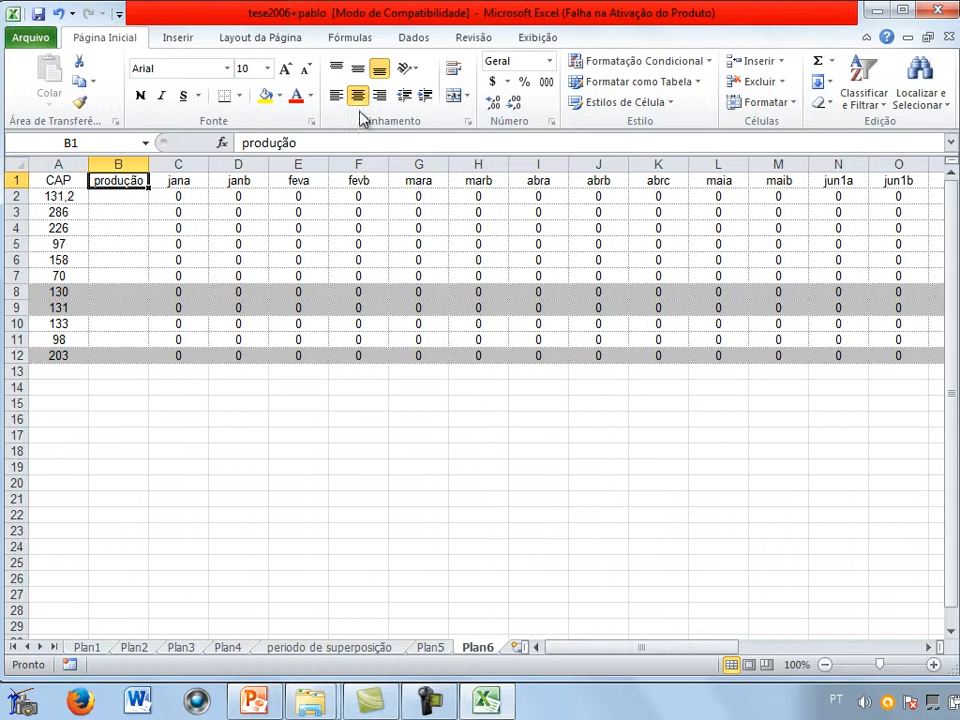 tese2006+pablo [Modo de Compatibilidade] - Microsoft Excel (Falha na Ativação do Produto)
Arquivo Página Inicial Inserir Layout da Página Fórmulas Dados Revisão Exibição
Colar
Área de Transferê...
Arial 10
N I S
Fonte
Geral
$ % 000
Número
Formatação Condicional
Formatar como Tabela
Estilos de Célula
Estilo
Inserir
Excluir
Formatar
Células
Σ
Classificar e Filtrar
Localizar e Selecionar
Edição
B1 fx produção
A B C D E F G H I J K L M N O
1 CAP produção jana janb feva fevb mara marb abra abrb abrc maia maib jun1a jun1b
2 131,2 0 0 0 0 0 0 0 0 0 0 0 0 0
3 286 0 0 0 0 0 0 0 0 0 0 0 0 0
4 226 0 0 0 0 0 0 0 0 0 0 0 0 0
5 97 0 0 0 0 0 0 0 0 0 0 0 0 0
6 158 0 0 0 0 0 0 0 0 0 0 0 0 0
7 70 0 0 0 0 0 0 0 0 0 0 0 0 0
8 130 0 0 0 0 0 0 0 0 0 0 0 0 0
9 131 0 0 0 0 0 0 0 0 0 0 0 0 0
10 133 0 0 0 0 0 0 0 0 0 0 0 0 0
11 98 0 0 0 0 0 0 0 0 0 0 0 0 0
12 203 0 0 0 0 0 0 0 0 0 0 0 0 0
13
14
15
16
17
18
19
20
21
22
23
24
25
26
27
28
29
Plan1 Plan2 Plan3 Plan4 periodo de superposição Plan5 Plan6
Pronto 100%
PT